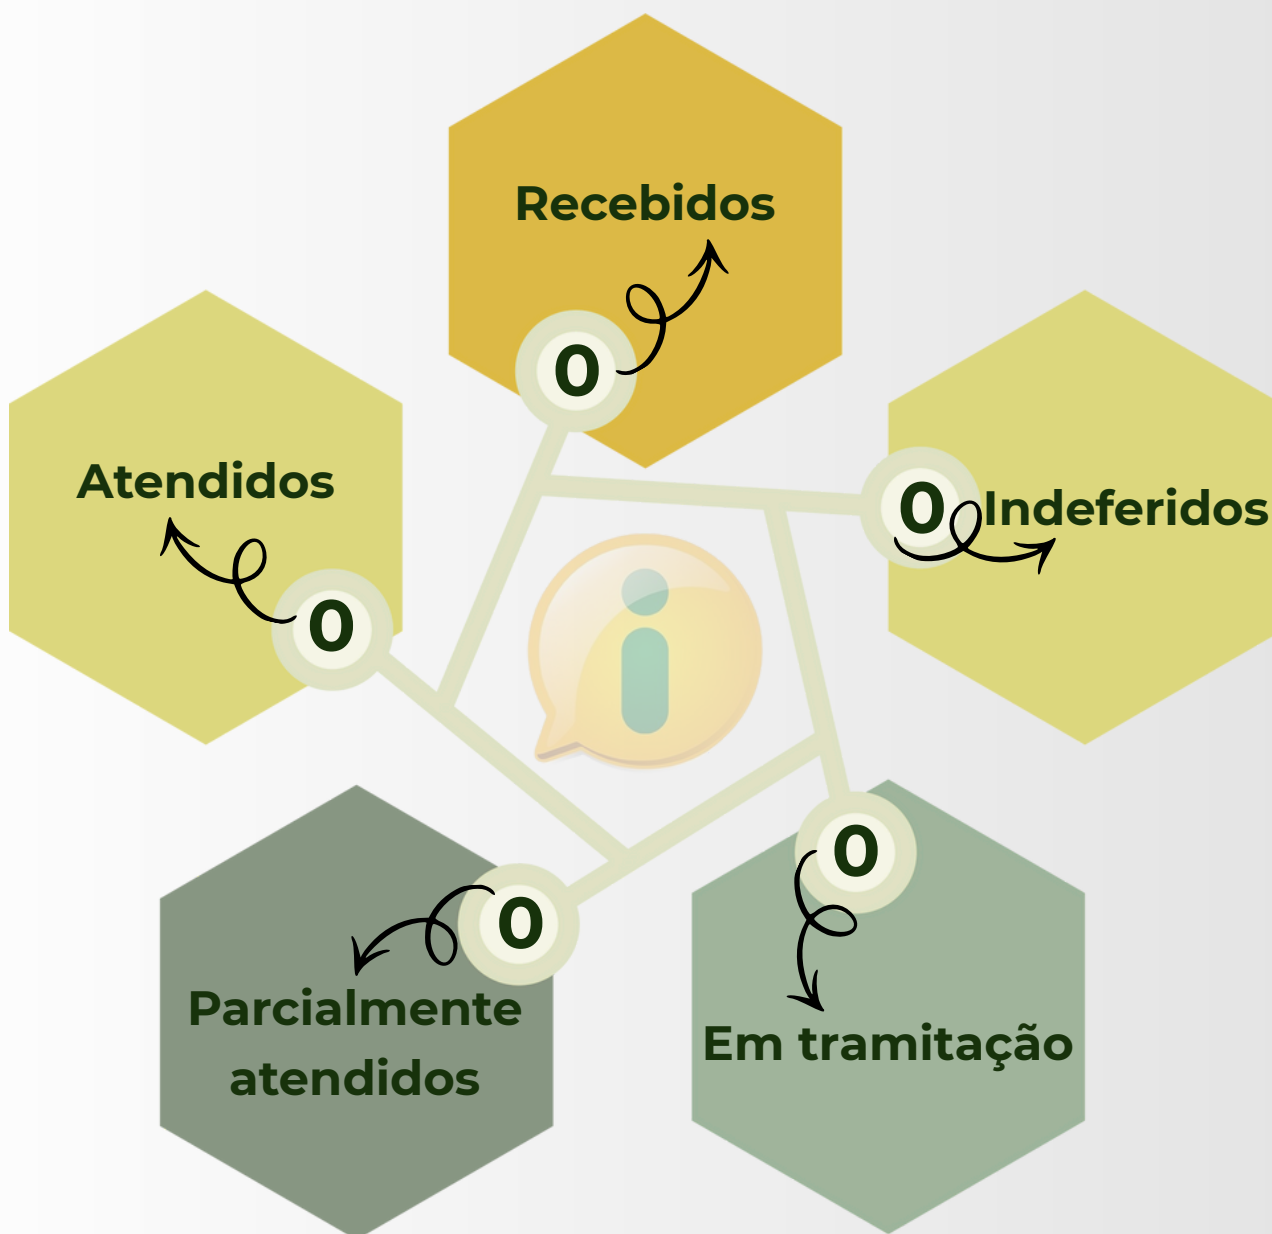 Recebidos
0
Atendidos
0
0
Indeferidos
0
Em tramitação
0
Parcialmente
atendidos